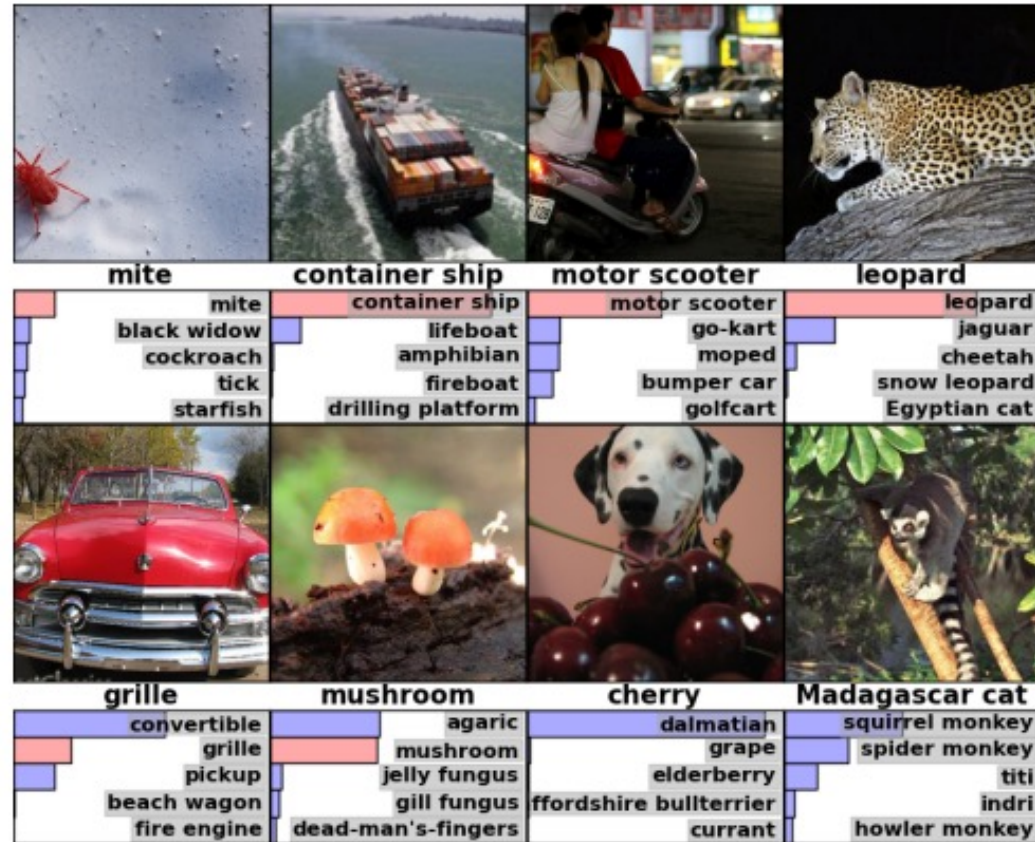 mite
container ship
motor scooter
leopard
mite
black widow
cockroach
tick
starfish
container ship
lifeboat
amphibian
fireboat
drilling platform
motor scooter
go-kart
moped
bumper car
golfcart
leopard
jaguar
cheetah
snow leopard
Egyptian cat
grille
mushroom
cherry
Madagascar cat
convertible
grille
pickup
beach wagon
fire engine
agaric
mushroom
jelly fungus
gill fungus
dead-man's-fingers
dalmatian
grape
elderberry
ffordshire bullterrier
currant
squirrel monkey
spider monkey
titi
indri
howler monkey